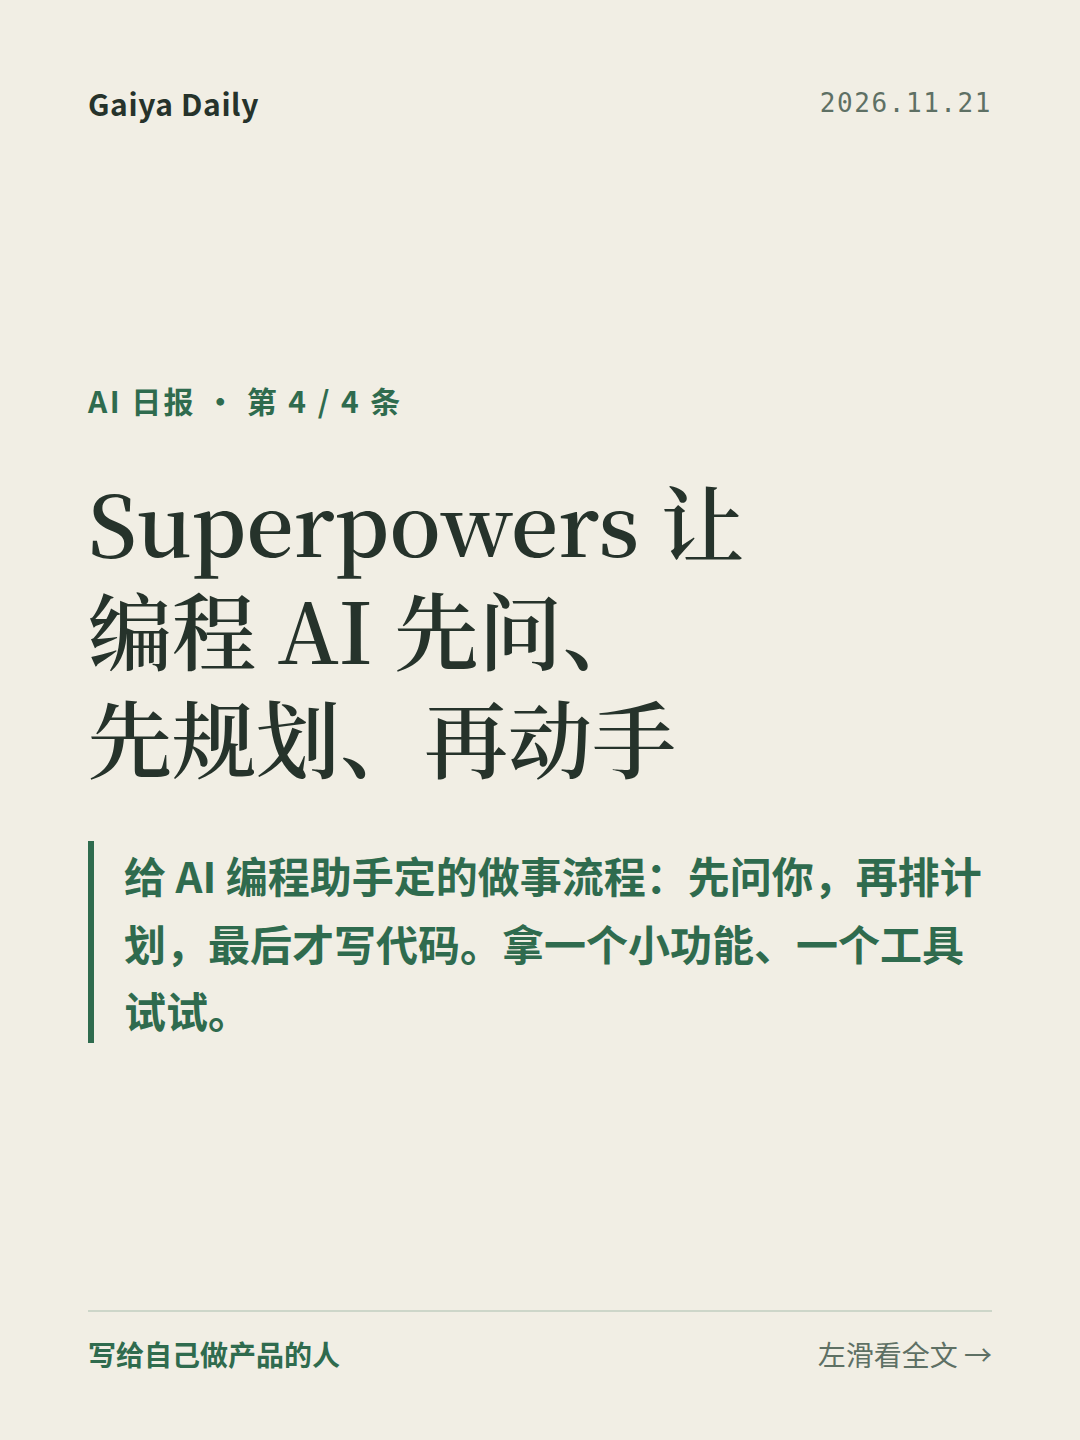 Gaiya Daily
2026.11.21
AI 日报 · 第 4 / 4 条
Superpowers 让
编程 AI 先问、
先规划、再动手
给 AI 编程助手定的做事流程：先问你，再排计
划，最后才写代码。拿一个小功能、一个工具
试试。
写给自己做产品的人
左滑看全文 →